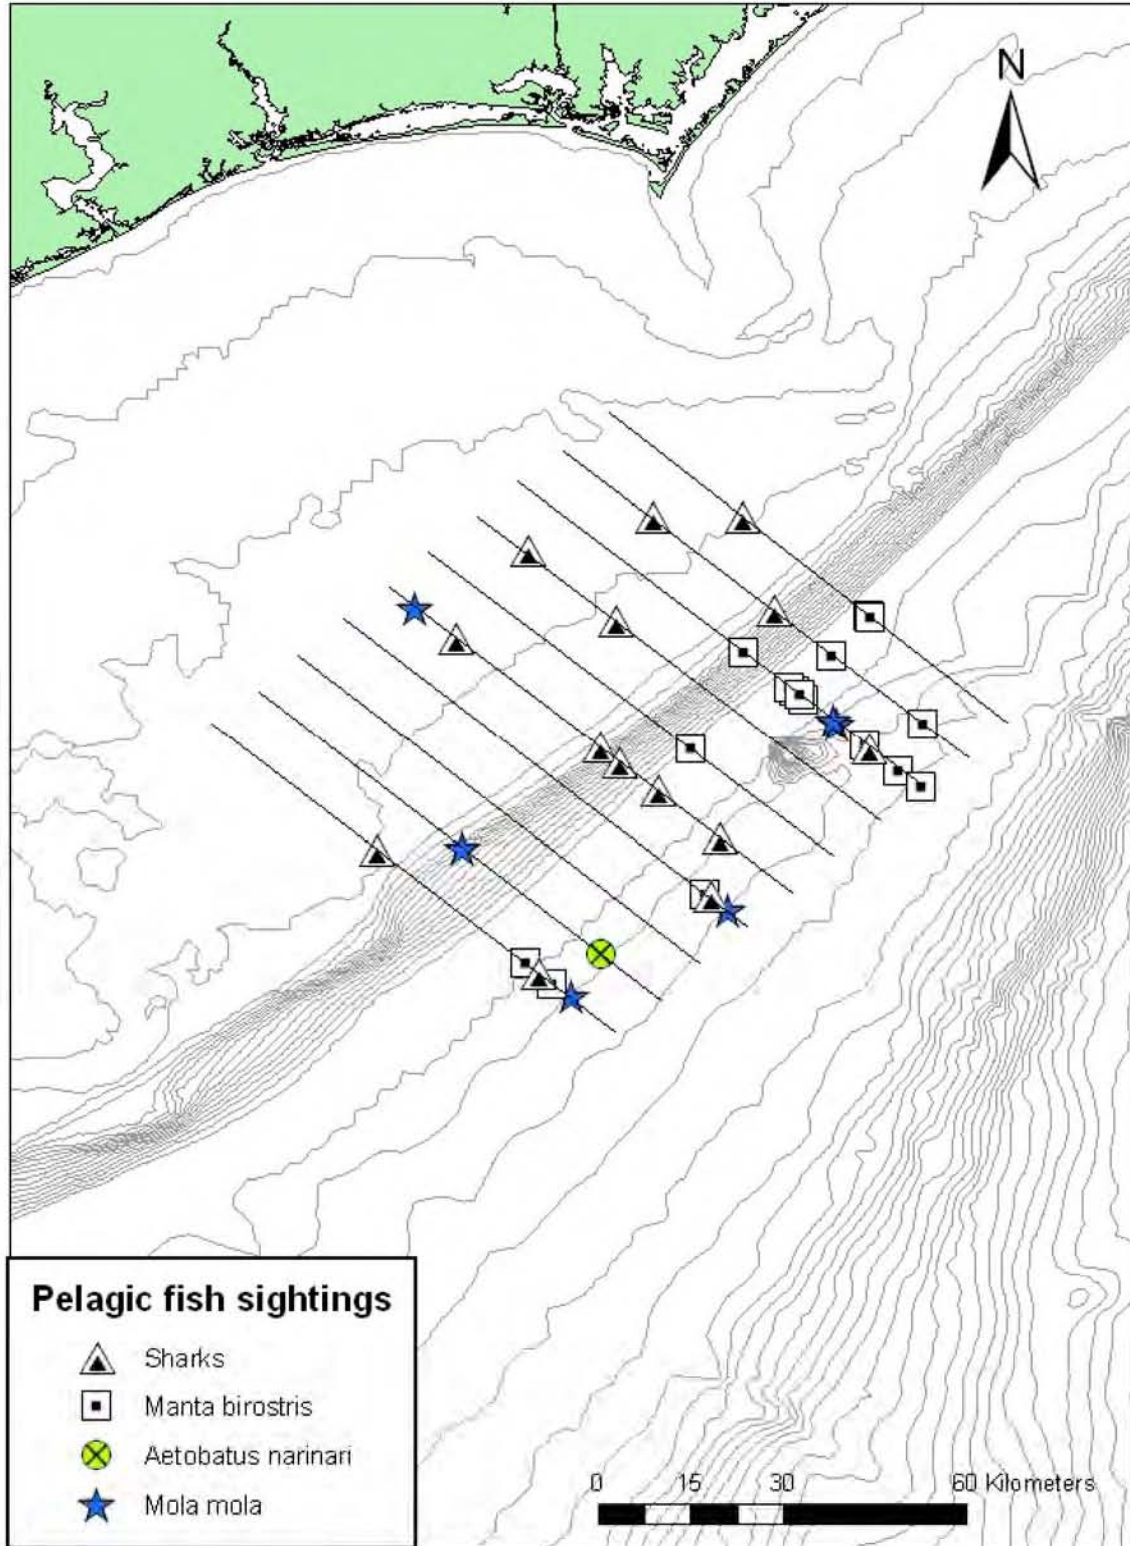 N
Pelagic fish sightings
Sharks
Manta birostris
Aetobatus narinari
Mola mola
0 15 30 60 Kilometers